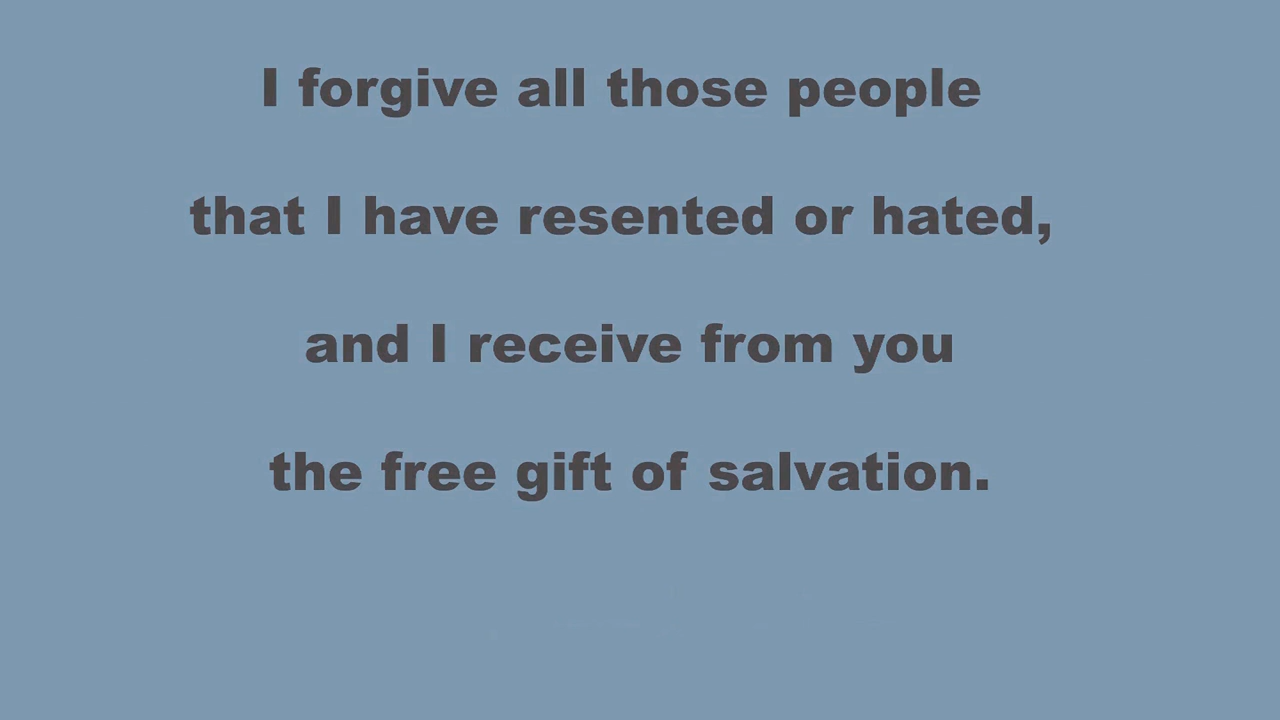 I forgive all those people
that I have resented or hated,
and I receive from you
the free gift of salvation.